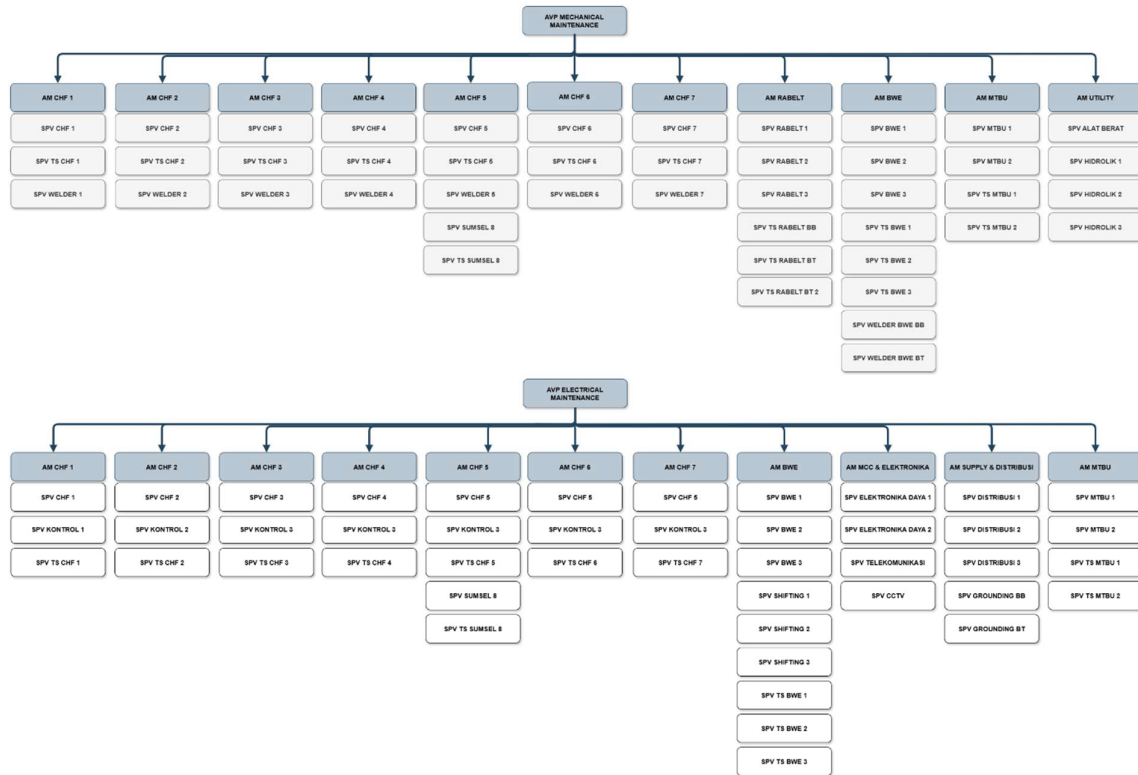 AVP MECHANICAL
MAINTENANCE
AM CHF 1
SPV CHF 1
SPV TS CHF 1
SPV WELDER 1
AM CHF 2
SPV CHF 2
SPV TS CHF 2
SPV WELDER 2
AM CHF 3
SPV CHF 3
SPV TS CHF 3
SPV WELDER 3
AM CHF 4
SPV CHF 4
SPV TS CHF 4
SPV WELDER 4
AM CHF 5
SPV CHF 5
SPV TS CHF 5
SPV WELDER 5
SPV SUMSEL 8
SPV TS SUMSEL 8
AM CHF 6
SPV CHF 6
SPV TS CHF 6
SPV WELDER 6
AM CHF 7
SPV CHF 7
SPV TS CHF 7
SPV WELDER 7
AM RABELT
SPV RABELT 1
SPV RABELT 2
SPV RABELT 3
SPV TS RABELT BB
SPV TS RABELT BT
SPV TS RABELT BT 2
AM BWE
SPV BWE 1
SPV BWE 2
SPV BWE 3
SPV TS BWE 1
SPV TS BWE 2
SPV TS BWE 3
SPV WELDER BWE BB
SPV WELDER BWE BT
AM MTBU
SPV MTBU 1
SPV MTBU 2
SPV TS MTBU 1
SPV TS MTBU 2
AM UTILITY
SPV ALAT BERAT
SPV HIDROLIK 1
SPV HIDROLIK 2
SPV HIDROLIK 3
AVP ELECTRICAL
MAINTENANCE
AM CHF 1
SPV CHF 1
SPV KONTROL 1
SPV TS CHF 1
AM CHF 2
SPV CHF 2
SPV KONTROL 2
SPV TS CHF 2
AM CHF 3
SPV CHF 3
SPV KONTROL 3
SPV TS CHF 3
AM CHF 4
SPV CHF 4
SPV KONTROL 3
SPV TS CHF 4
AM CHF 5
SPV CHF 5
SPV KONTROL 3
SPV TS CHF 5
SPV SUMSEL 8
SPV TS SUMSEL 8
AM CHF 6
SPV CHF 5
SPV KONTROL 3
SPV TS CHF 6
AM CHF 7
SPV CHF 5
SPV KONTROL 3
SPV TS CHF 7
AM BWE
SPV BWE 1
SPV BWE 2
SPV BWE 3
SPV SHIFTING 1
SPV SHIFTING 2
SPV SHIFTING 3
SPV TS BWE 1
SPV TS BWE 2
SPV TS BWE 3
AM MCC & ELEKTRONIKA
SPV ELEKTRONIKA DAYA 1
SPV ELEKTRONIKA DAYA 2
SPV TELEKOMUNIKASI
SPV CCTV
AM SUPPLY & DISTRIBUSI
SPV DISTRIBUSI 1
SPV DISTRIBUSI 2
SPV DISTRIBUSI 3
SPV GROUNDING BB
SPV GROUNDING BT
AM MTBU
SPV MTBU 1
SPV MTBU 2
SPV TS MTBU 1
SPV TS MTBU 2